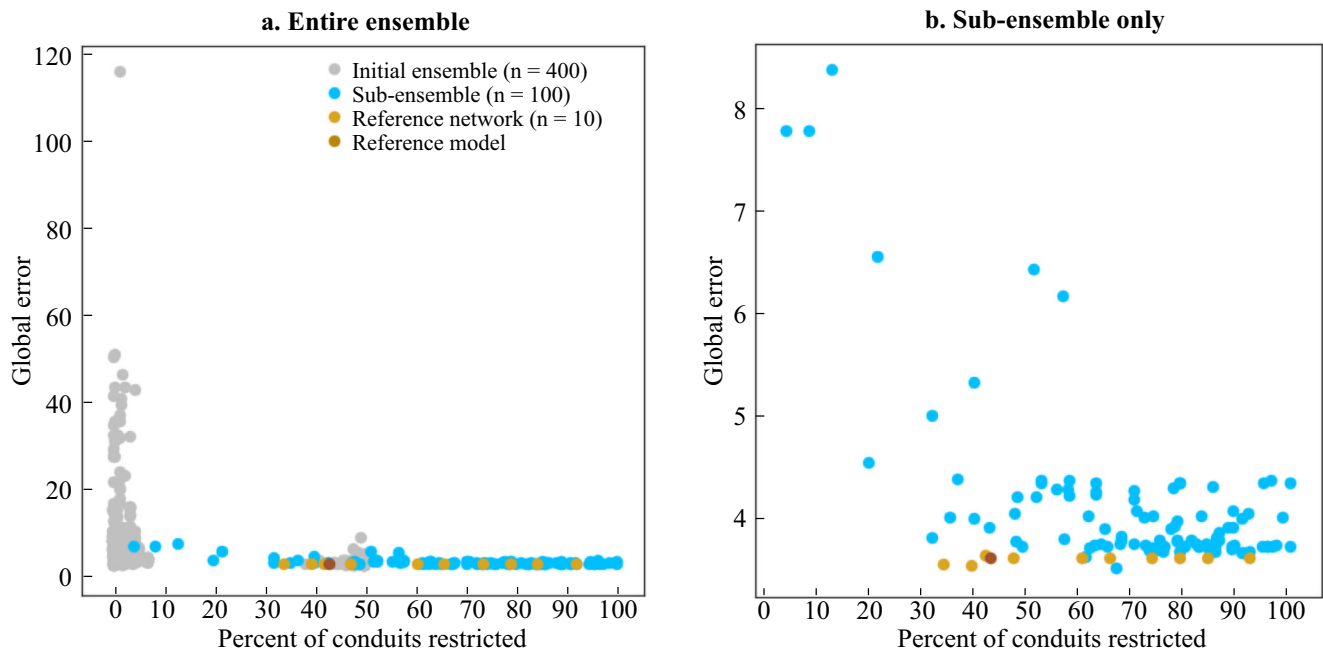 a. Entire ensemble
120
100
80
60
40
20
0
Global error
Initial ensemble (n = 400)
Sub-ensemble (n = 100)
Reference network (n = 10)
Reference model
0 10 20 30 40 50 60 70 80 90 100
Percent of conduits restricted
b. Sub-ensemble only
8
7
6
5
4
Global error
0 10 20 30 40 50 60 70 80 90 100
Percent of conduits restricted